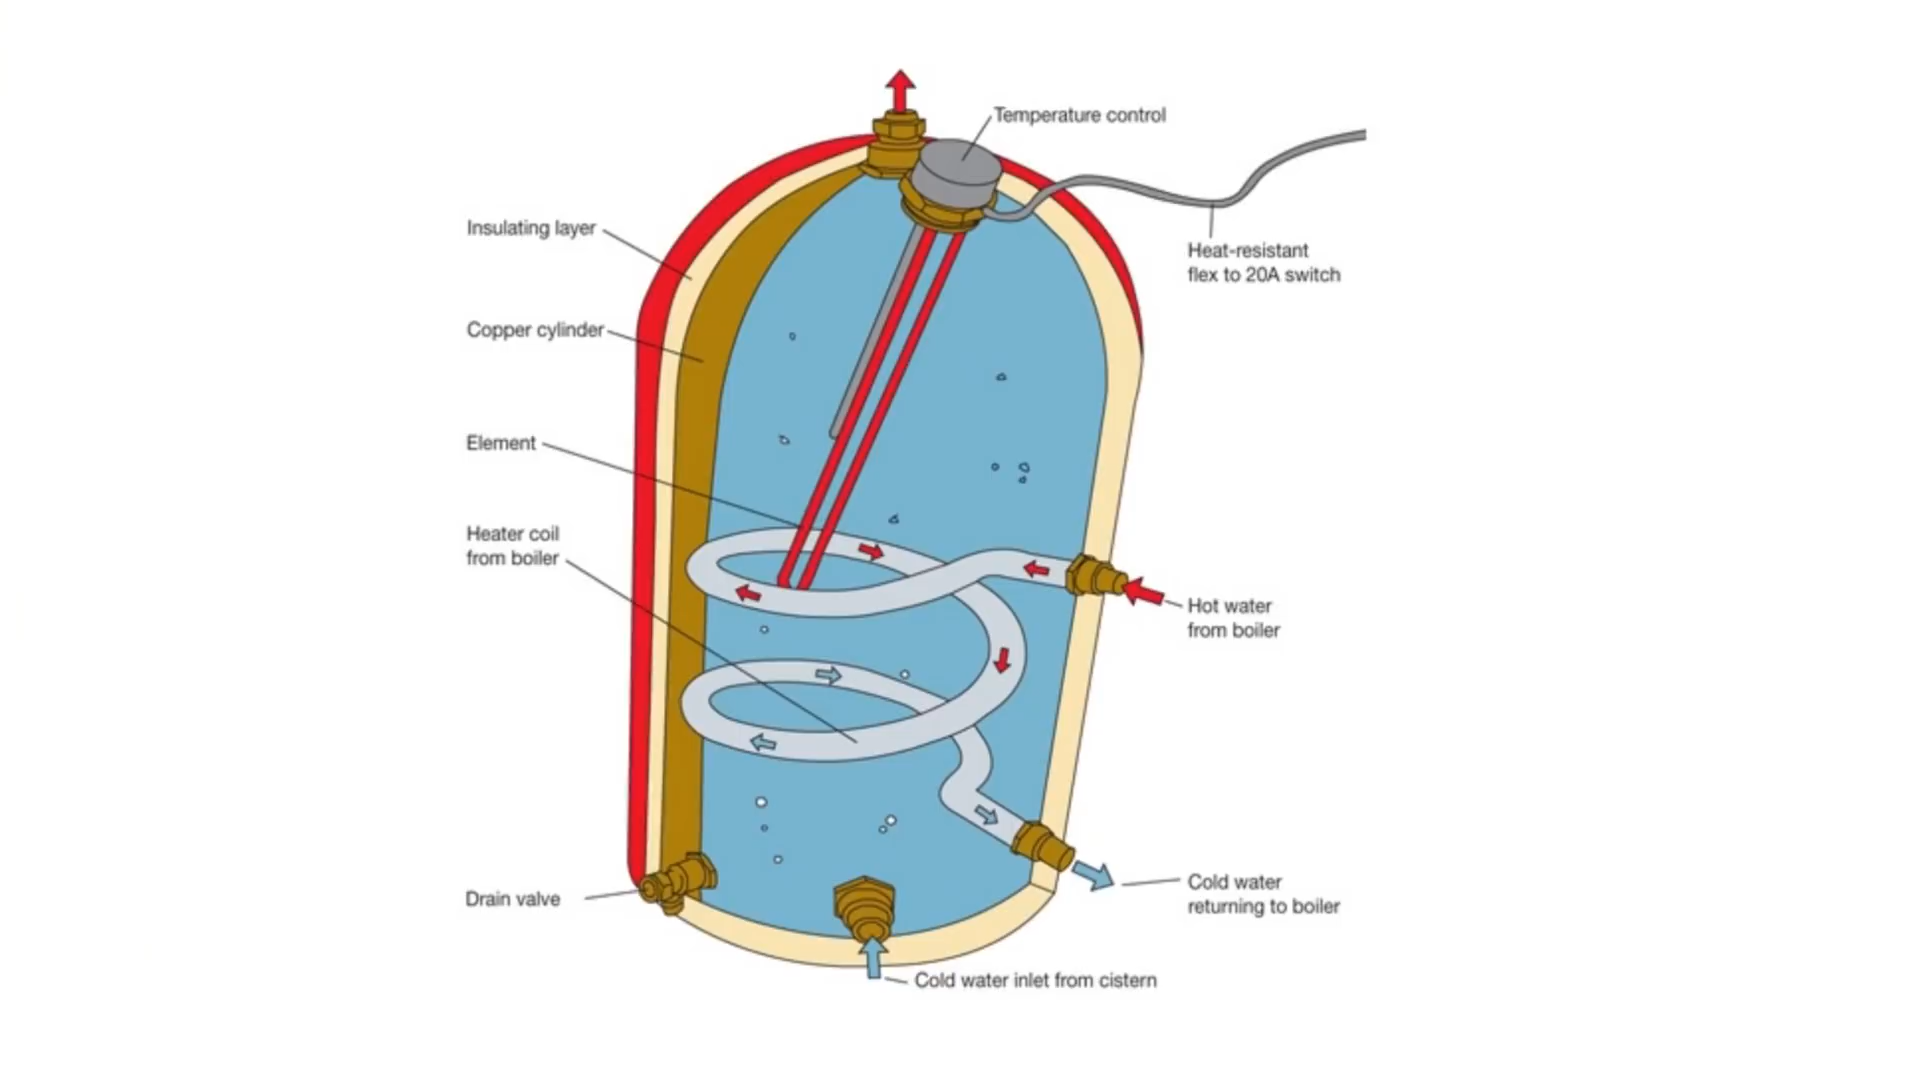 Temperature control
Insulating layer
Heat-resistant
flex to 20A switch
Copper cylinder
Element
Heater coil
from boiler
Hot water
from boiler
Drain valve
Cold water
returning to boiler
Cold water inlet from cistern